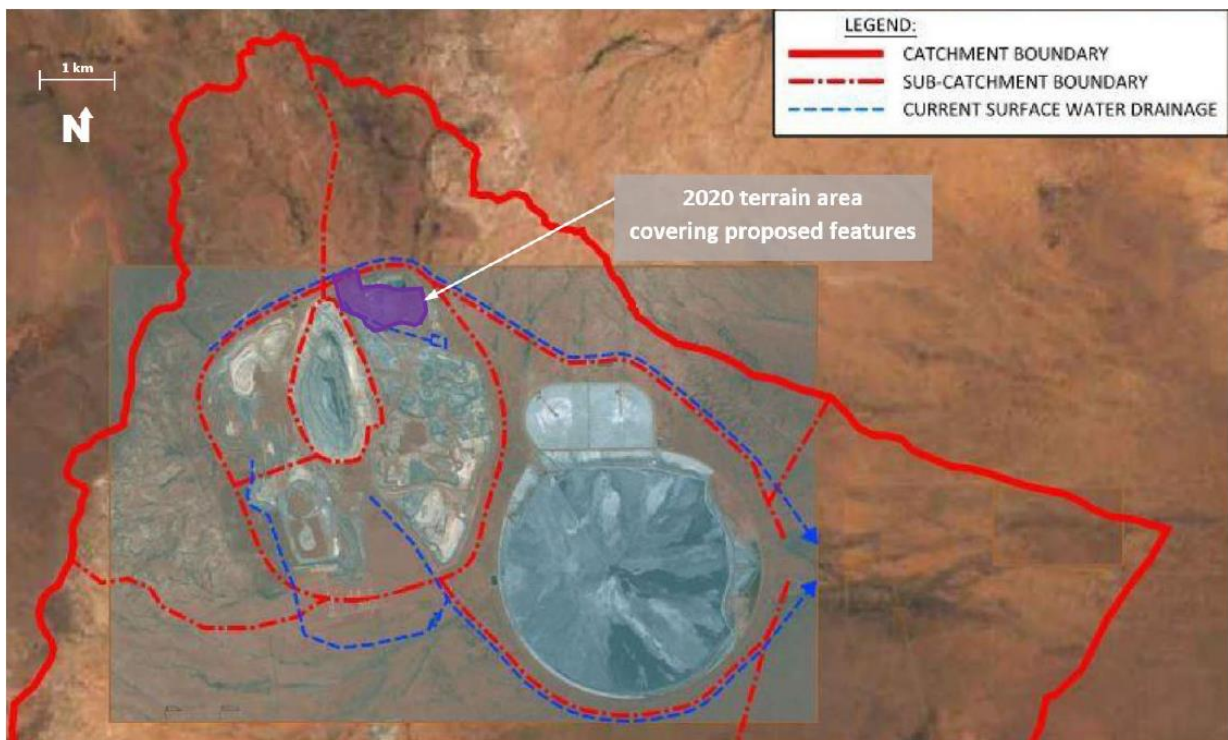 LEGEND:
CATCHMENT BOUNDARY
SUB-CATCHMENT BOUNDARY
CURRENT SURFACE WATER DRAINAGE
1 km
N
2020 terrain area
covering proposed features